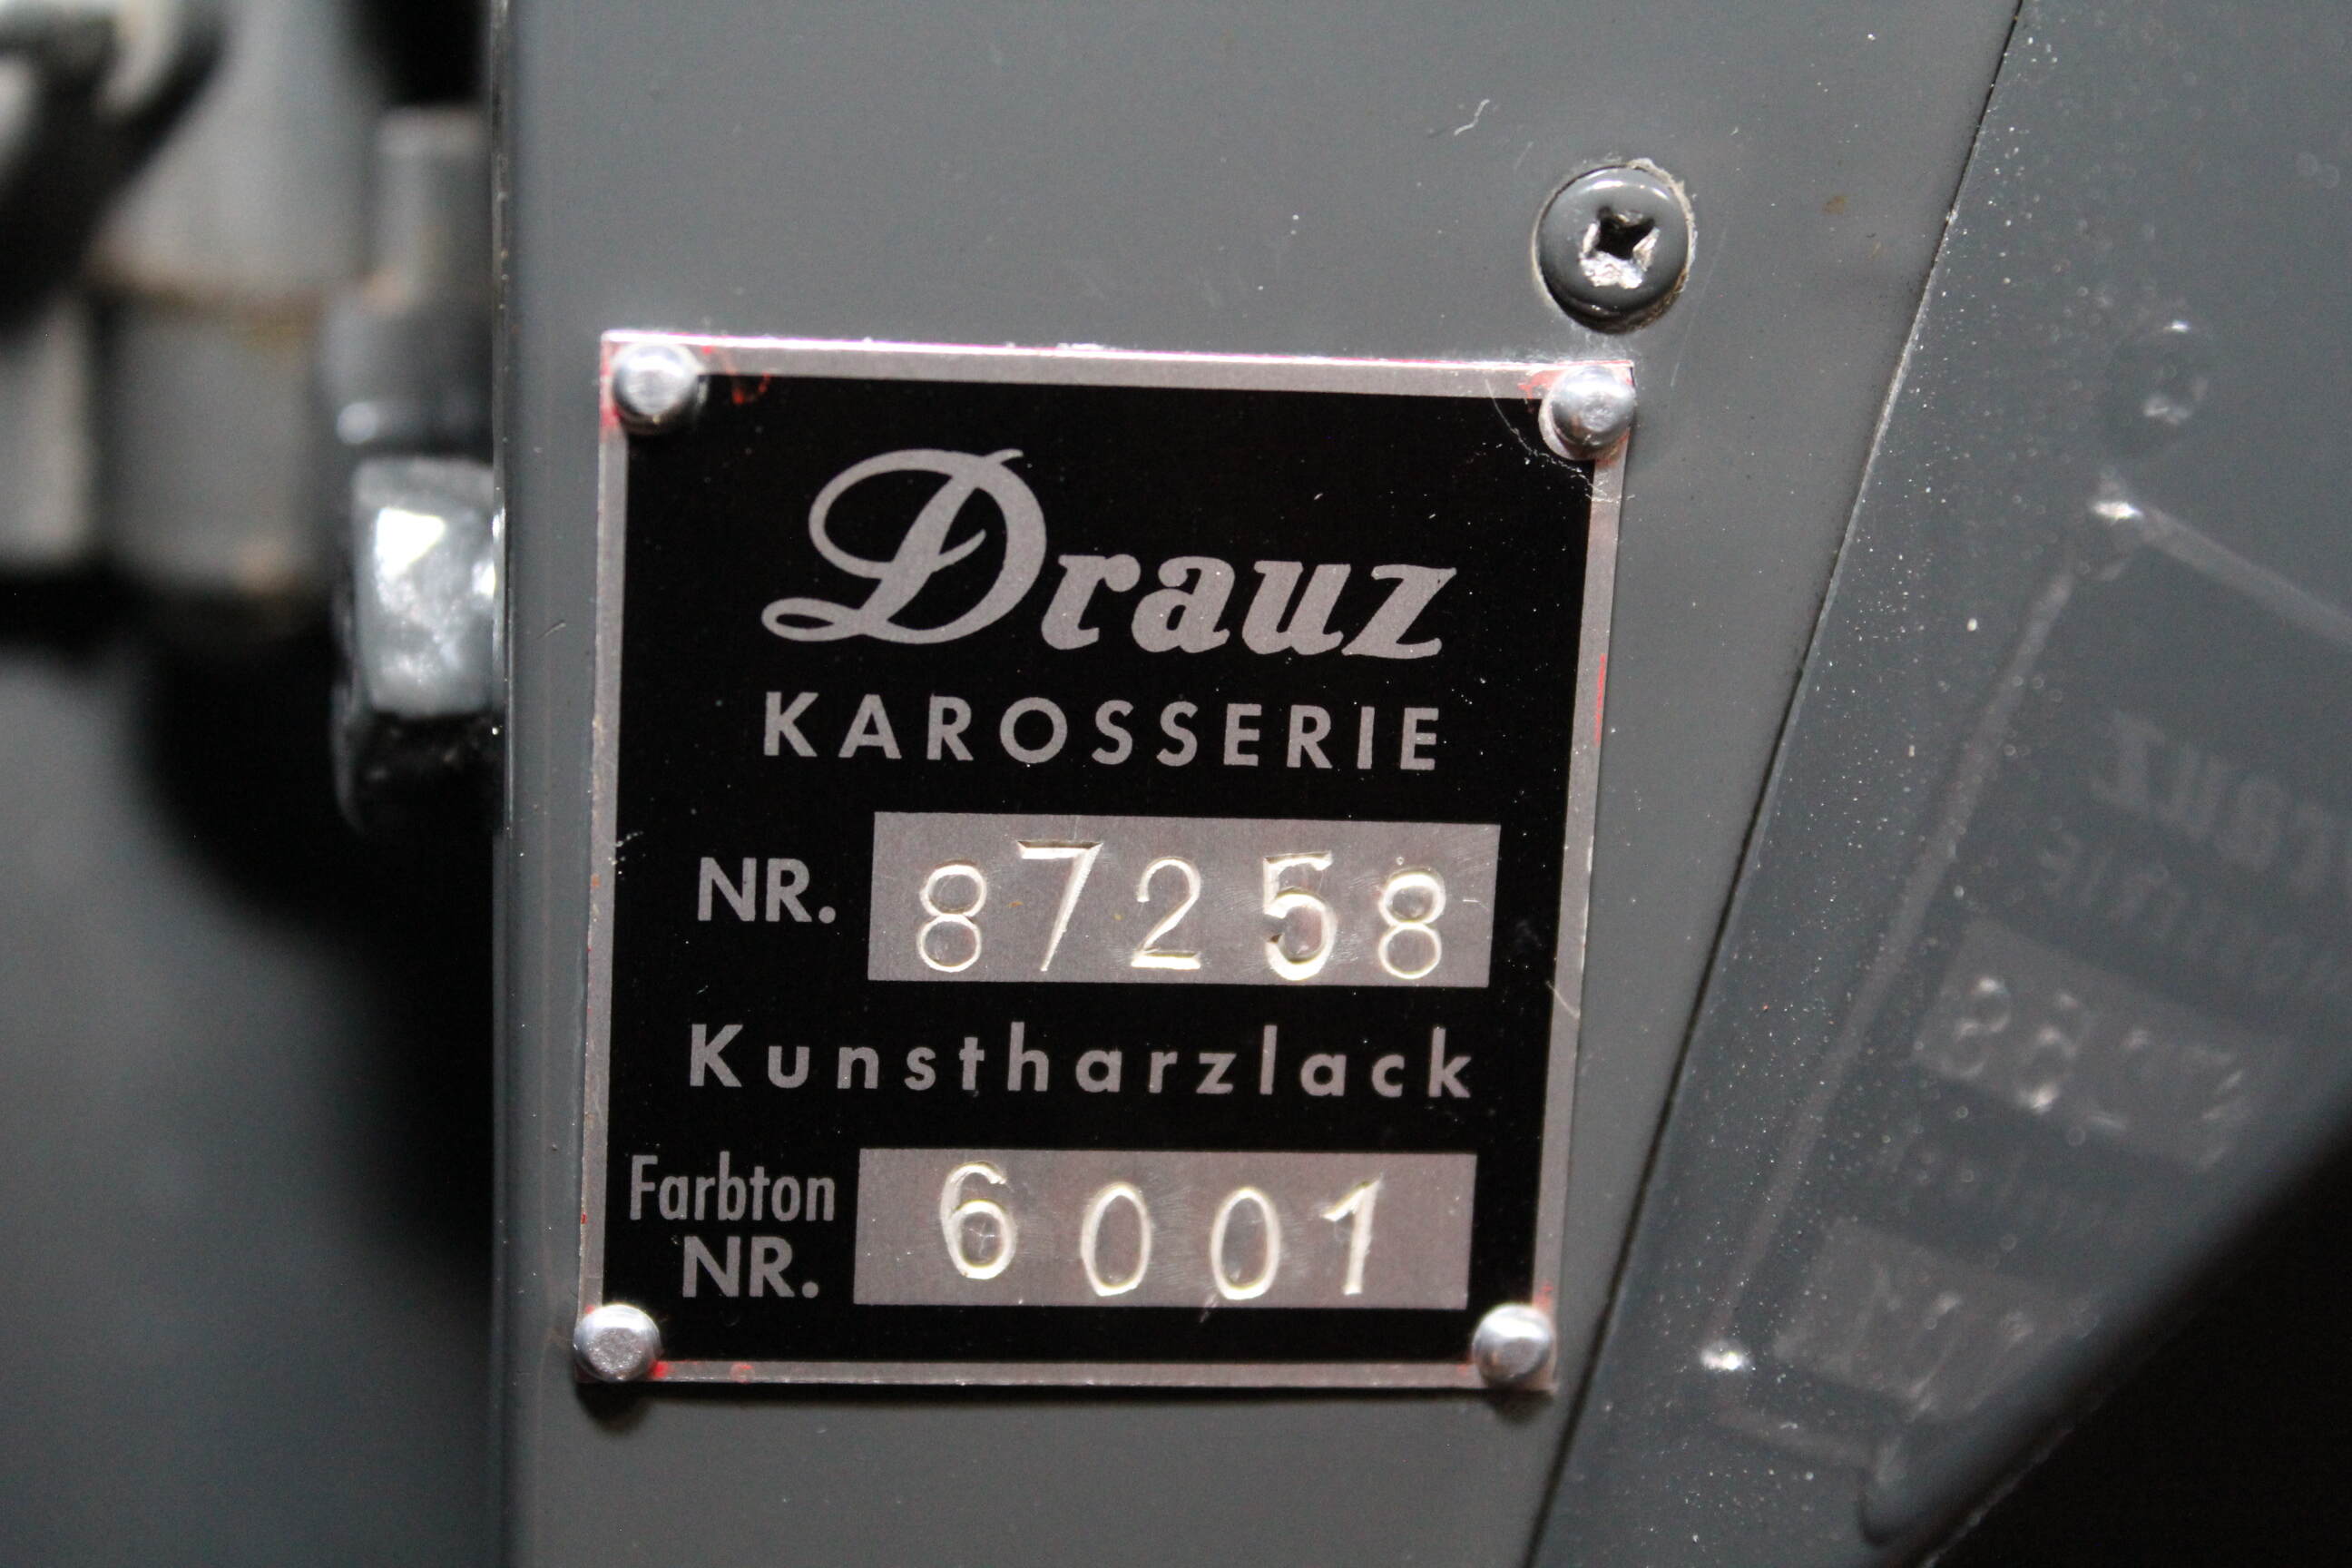 Drauz
KAROSSERIE
NR. 87258
Kunstharzlack
Farbton
NR. 6001